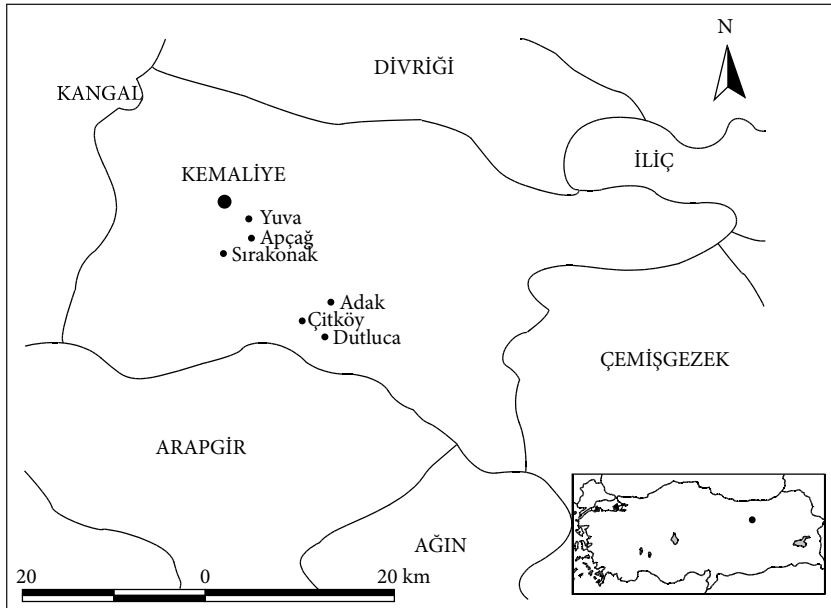 N
DİVRİĞİ
KANGAL
İLİÇ
KEMALİYE
Yuva
Apçağ
Sırakonak
Adak
Çitköy
Dutluca
ÇEMİŞGEZEK
ARAPGİR
AĞIN
20 0 20 km